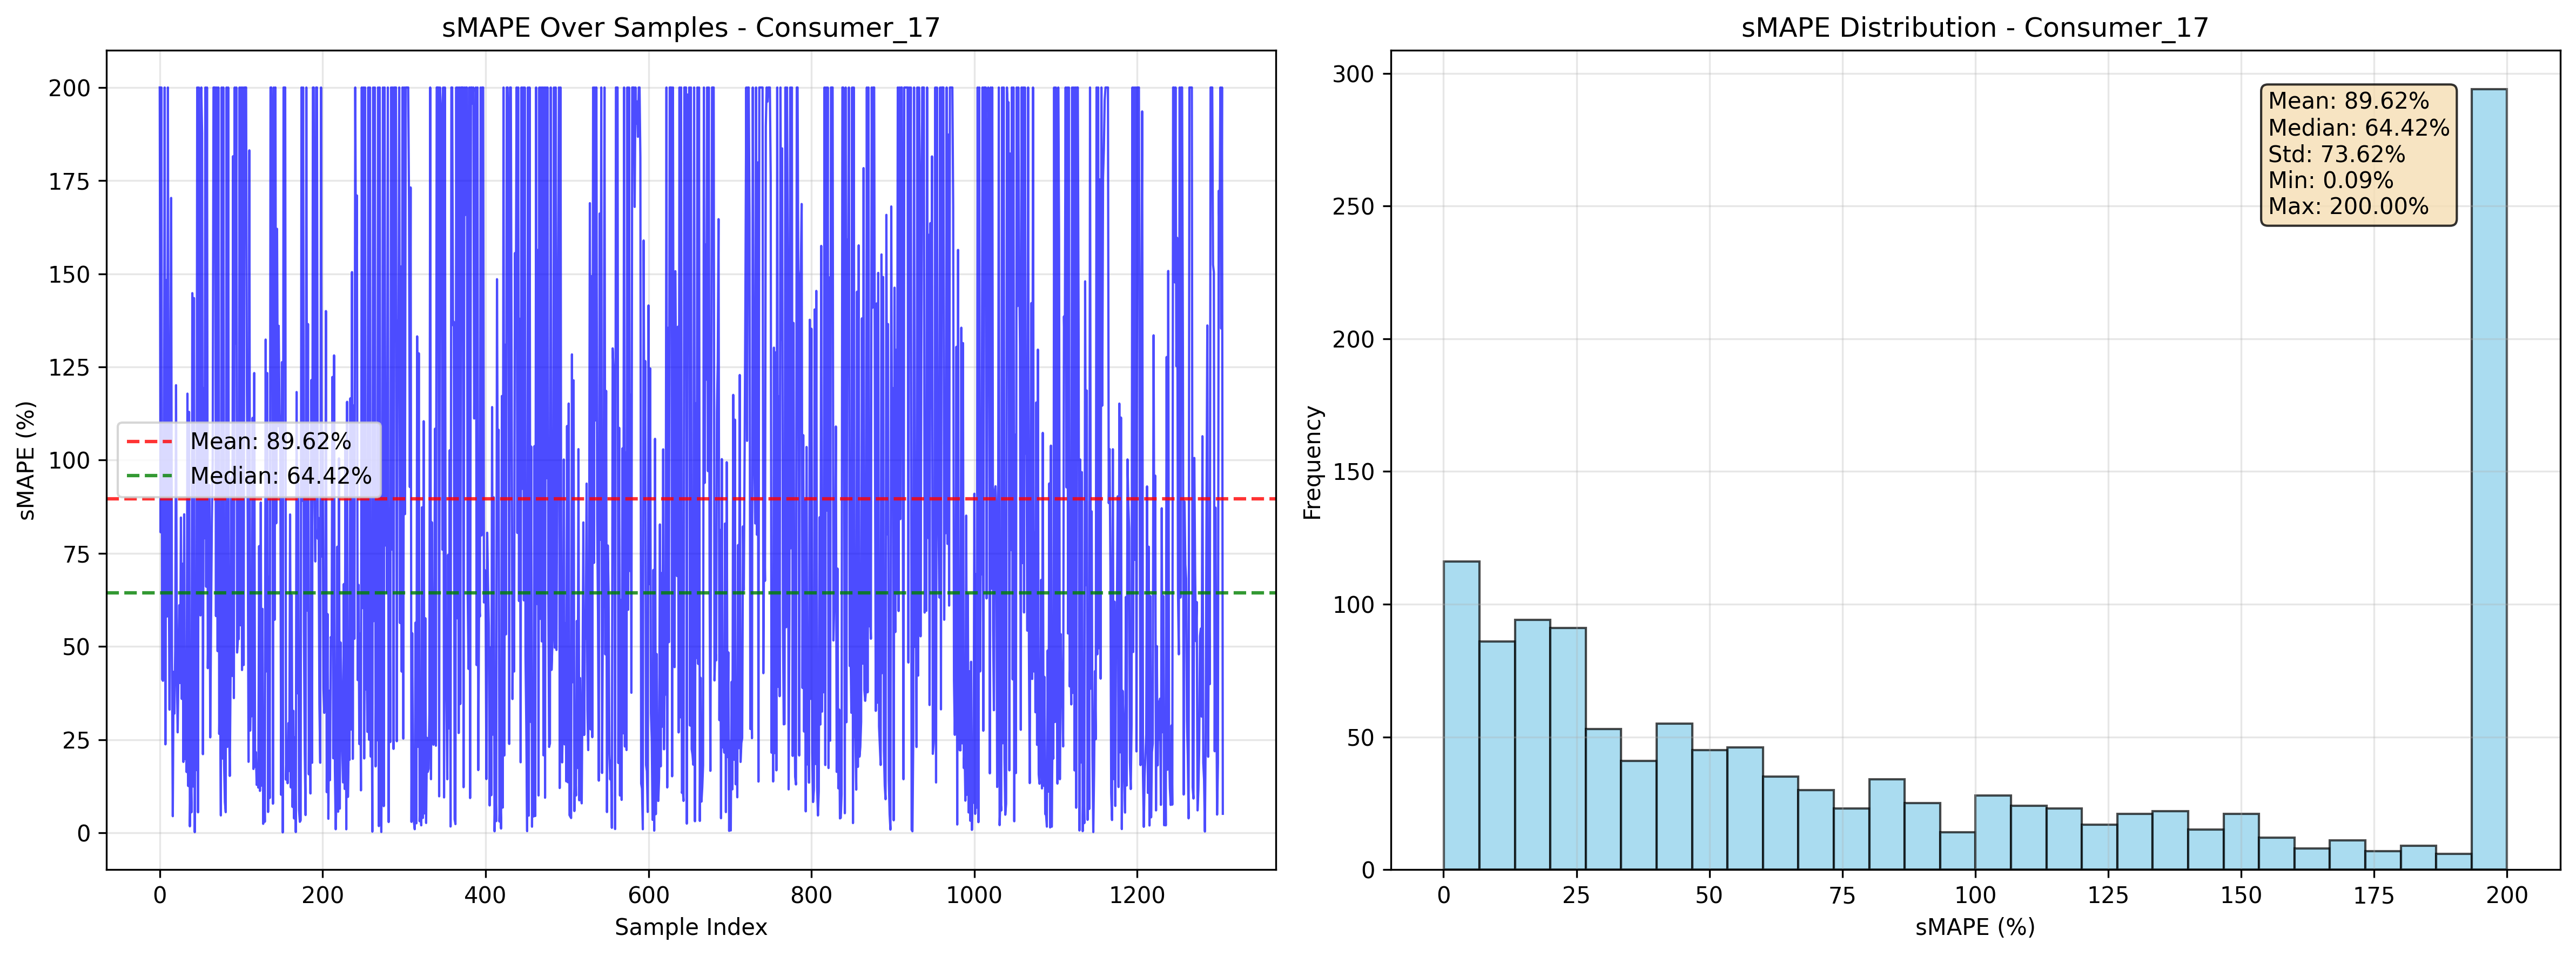 sMAPE Over Samples - Consumer_17
sMAPE (%)
200
175
150
125
100
75
50
25
0
Mean: 89.62%
Median: 64.42%
0
200
400
600
800
1000
1200
Sample Index
sMAPE Distribution - Consumer_17
Frequency
300
250
200
150
100
50
0
Mean: 89.62%
Median: 64.42%
Std: 73.62%
Min: 0.09%
Max: 200.00%
0
25
50
75
100
125
150
175
200
sMAPE (%)